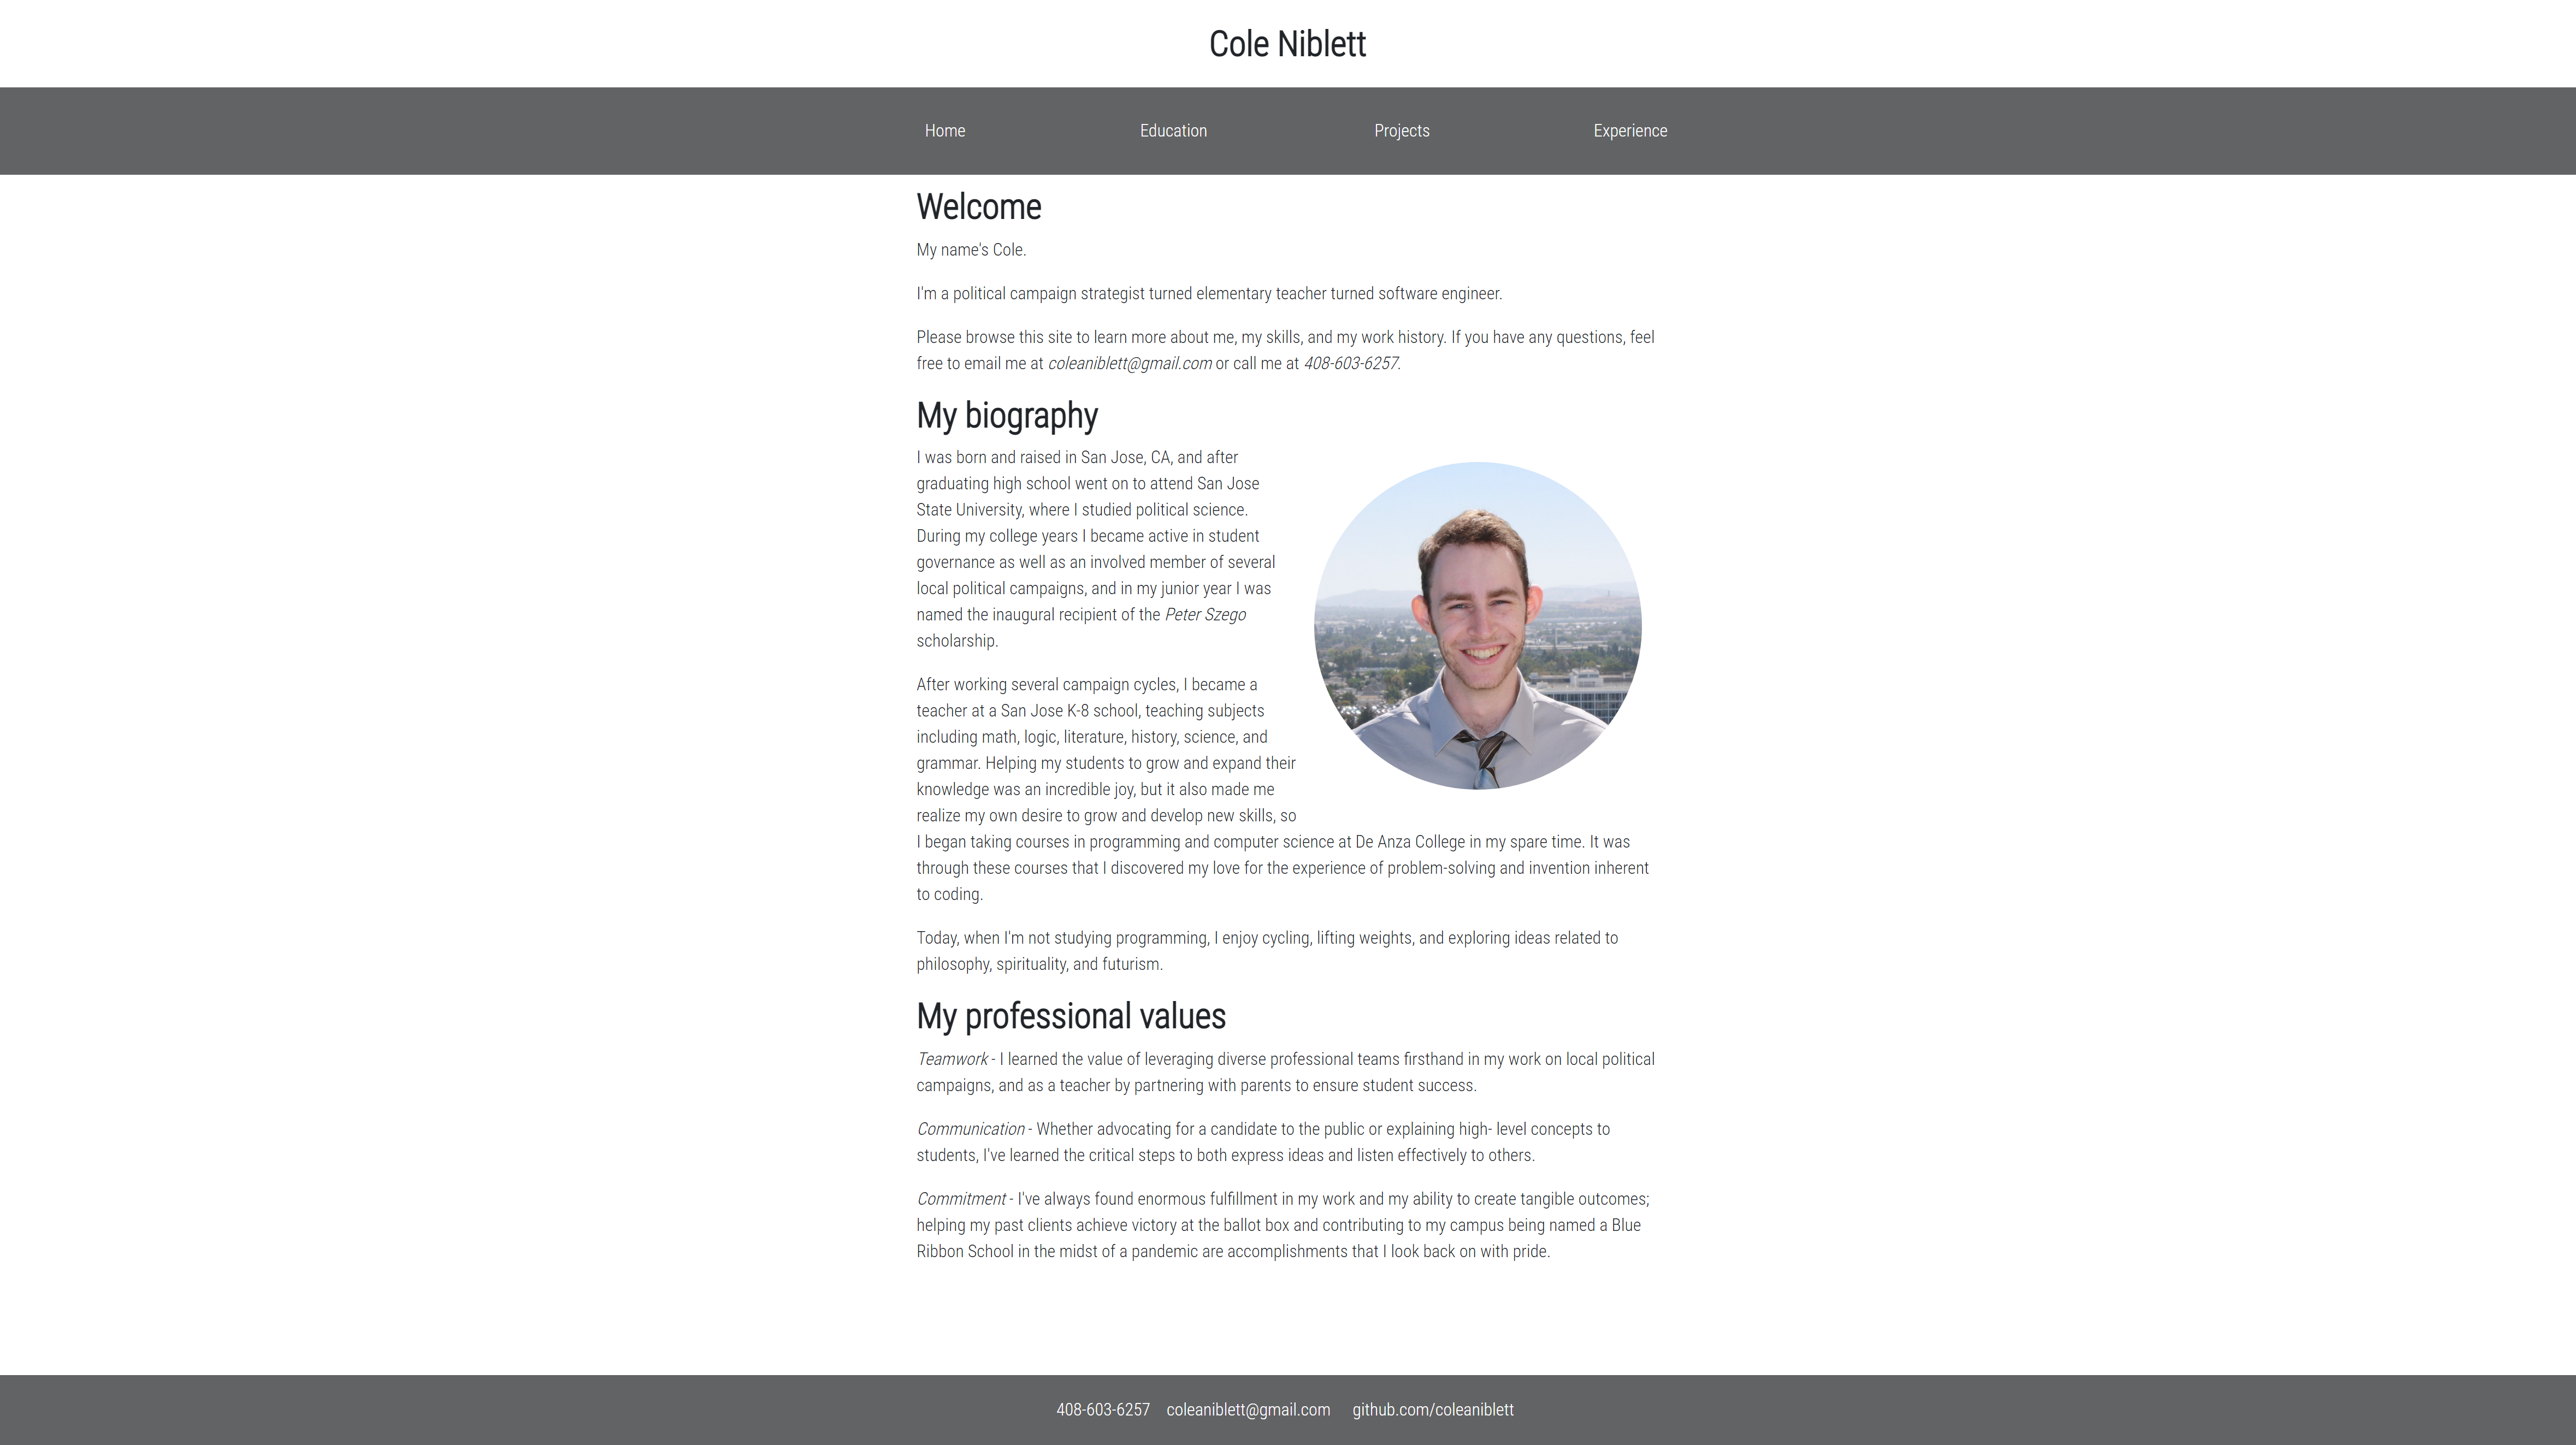 Cole Niblett
Home Education Projects Experience
Welcome
My name's Cole.
I'm a political campaign strategist turned elementary teacher turned software engineer.
Please browse this site to learn more about me, my skills, and my work history. If you have any questions, feel
free to email me at coleaniblett@gmail.com or call me at 408-603-6257.
My biography
I was born and raised in San Jose, CA, and after
graduating high school went on to attend San Jose
State University, where I studied political science.
During my college years I became active in student
governance as well as an involved member of several
local political campaigns, and in my junior year I was
named the inaugural recipient of the Peter Szego
scholarship.
After working several campaign cycles, I became a
teacher at a San Jose K-8 school, teaching subjects
including math, logic, literature, history, science, and
grammar. Helping my students to grow and expand their
knowledge was an incredible joy, but it also made me
realize my own desire to grow and develop new skills, so
I began taking courses in programming and computer science at De Anza College in my spare time. It was
through these courses that I discovered my love for the experience of problem-solving and invention inherent
to coding.
Today, when I'm not studying programming, I enjoy cycling, lifting weights, and exploring ideas related to
philosophy, spirituality, and futurism.
My professional values
Teamwork - I learned the value of leveraging diverse professional teams firsthand in my work on local political
campaigns, and as a teacher by partnering with parents to ensure student success.
Communication - Whether advocating for a candidate to the public or explaining high- level concepts to
students, I've learned the critical steps to both express ideas and listen effectively to others.
Commitment - I've always found enormous fulfillment in my work and my ability to create tangible outcomes;
helping my past clients achieve victory at the ballot box and contributing to my campus being named a Blue
Ribbon School in the midst of a pandemic are accomplishments that I look back on with pride.
408-603-6257 coleaniblett@gmail.com github.com/coleaniblett